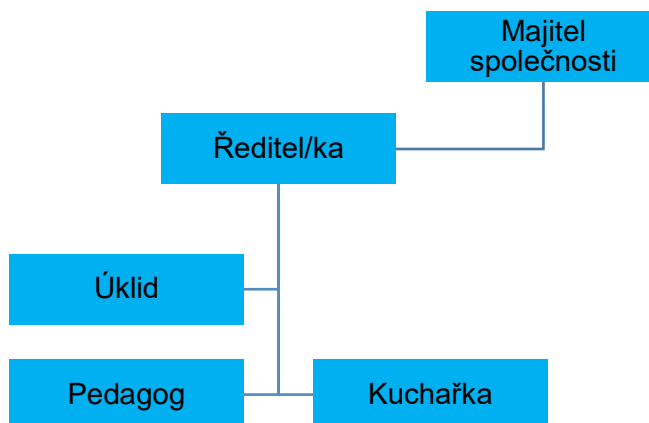 Majitel
společnosti
Ředitel/ka
Úklid
Pedagog
Kuchařka